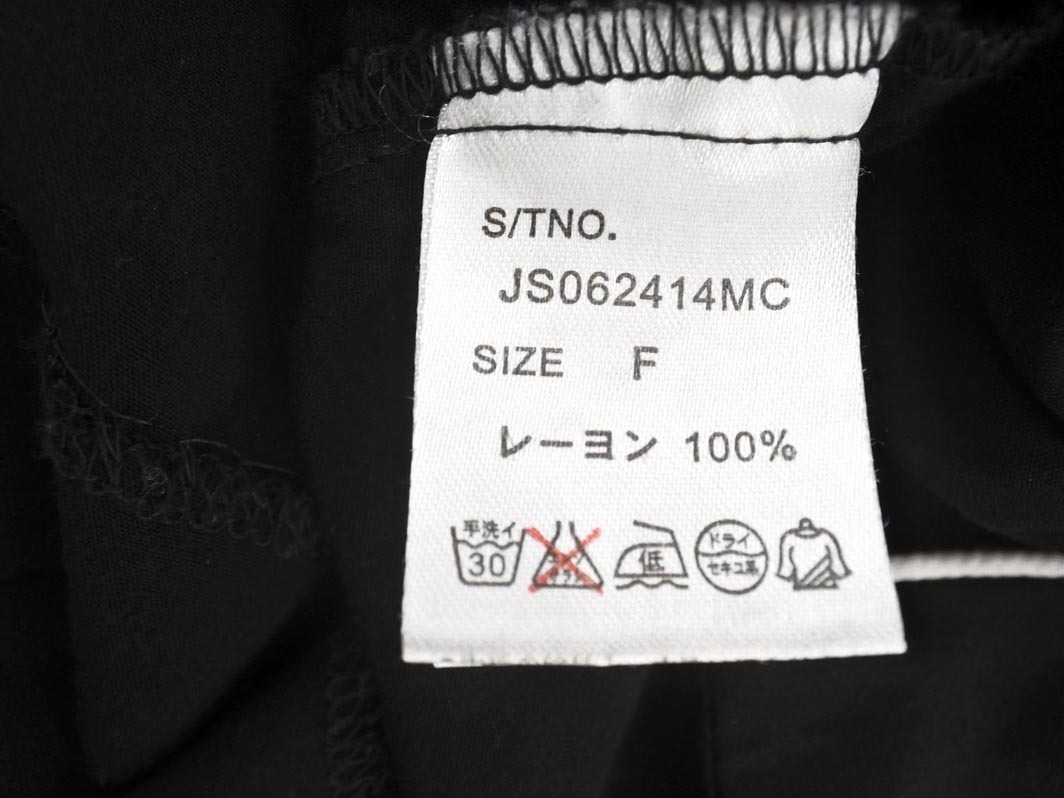 S/TNO.
JS062414MC
SIZE F
レーヨン 100%
手洗イ
30
低
ドライ
セキユ系